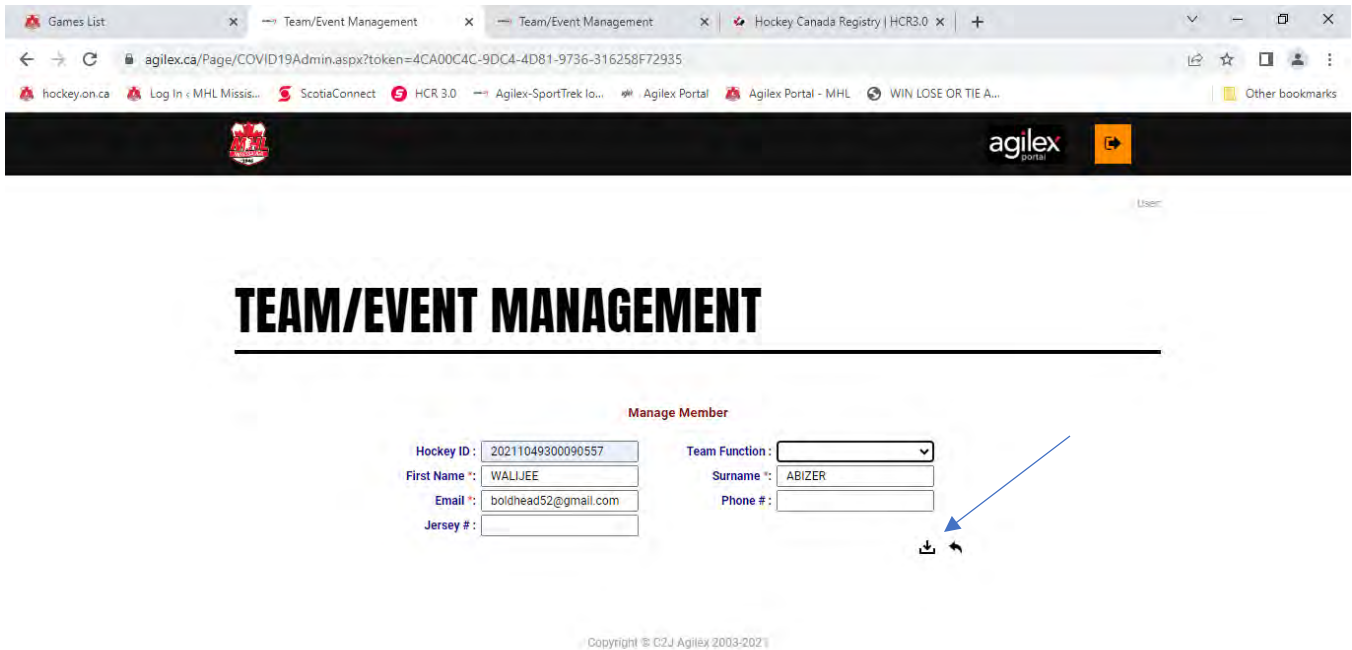 Games List × Team/Event Management × Team/Event Management × Hockey Canada Registry | HCR3.0 × +
agilex.ca/Page/COVID19Admin.aspx?token=4CA00C4C-9DC4-4D81-9736-316258F72935
hockey.on.ca Log In ‹ MHL Missis... ScotiaConnect HCR 3.0 Agilex-SportTrek lo... Agilex Portal Agilex Portal - MHL WIN LOSE OR TIE A... Other bookmarks
agilex
portal
User:
TEAM/EVENT MANAGEMENT
Manage Member
Hockey ID : 20211049300090557 Team Function :
First Name *: WALIJEE Surname *: ABIZER
Email *: boldhead52@gmail.com Phone # :
Jersey # :
Copyright © C2J Agilex 2003-2021